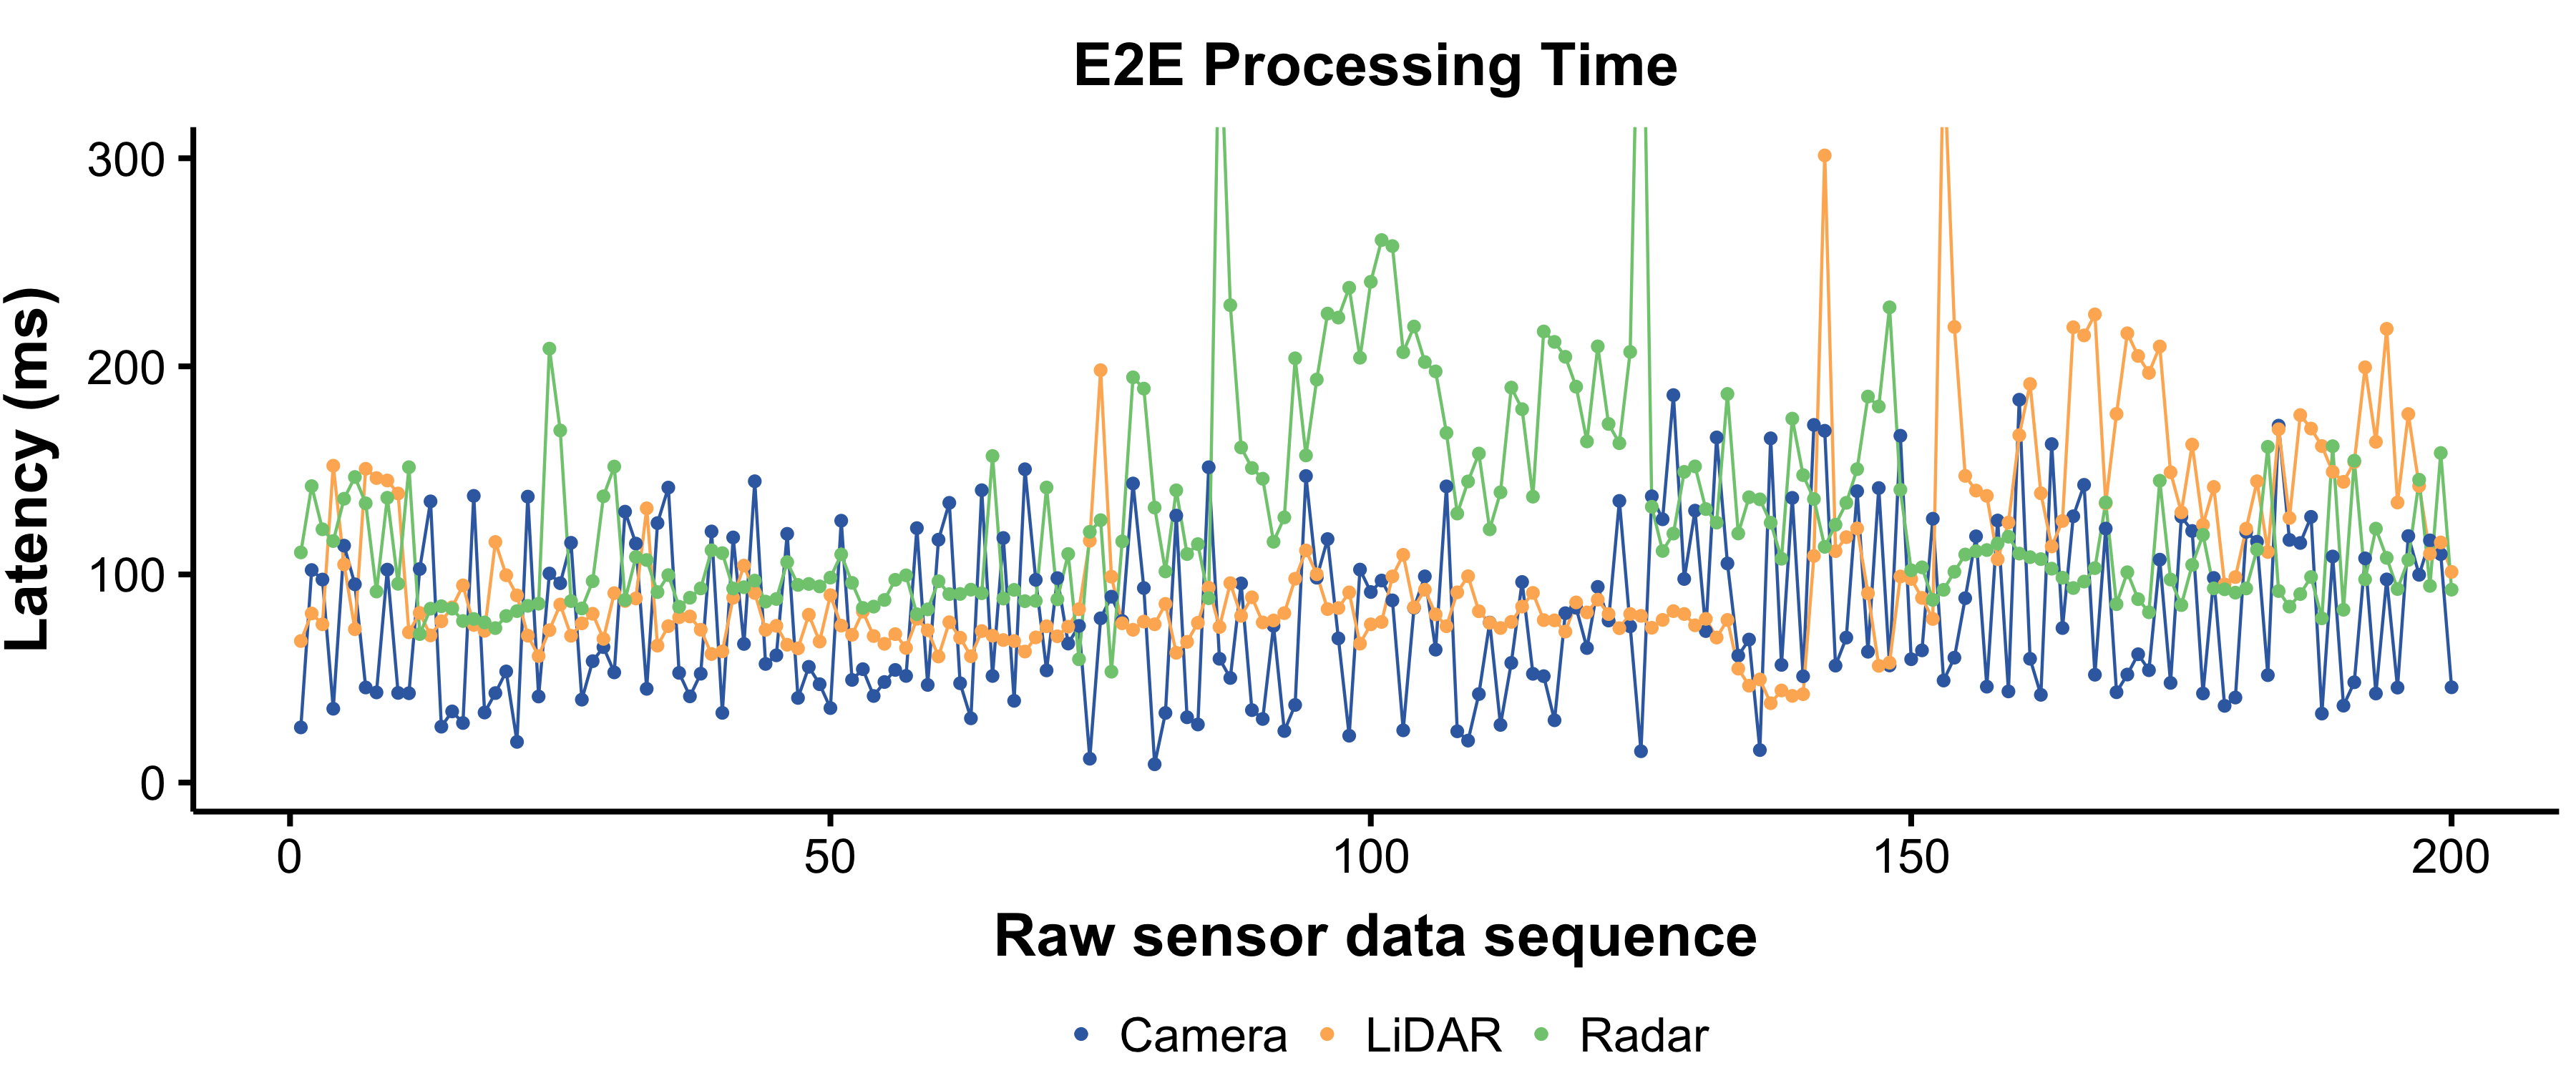 E2E Processing Time
Latency (ms)
300
200
100
0
0 50 100 150 200
Raw sensor data sequence
Camera LiDAR Radar